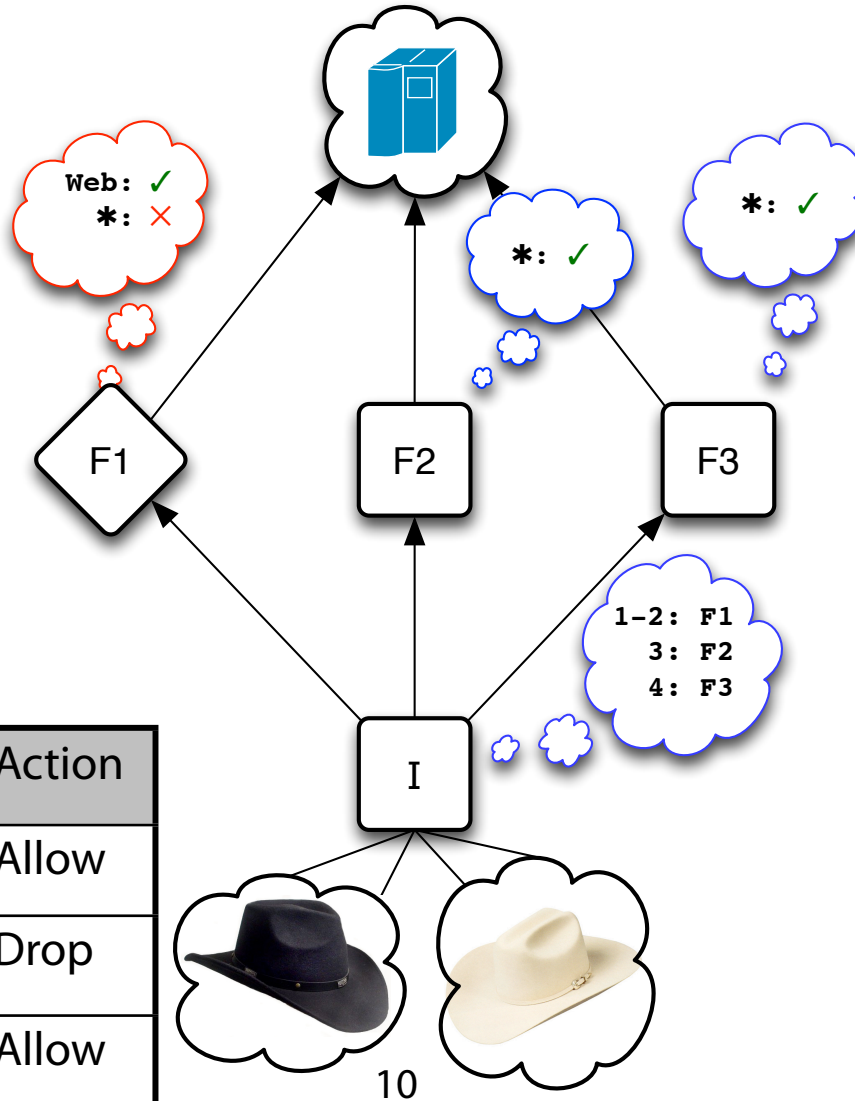 Web: ✓
*: ×
*: ✓
*: ✓
F1
F2
F3
1-2: F1
3: F2
4: F3
I
Action
Allow
Drop
Allow
10